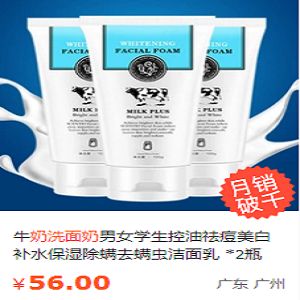 WHITENING
FACIAL FOAM
MILK PLUS
Bright and White
月销
破千
牛奶洗面奶男女学生控油祛痘美白
补水保湿除螨去螨虫洁面乳 *2瓶
¥56.00
广东 广州